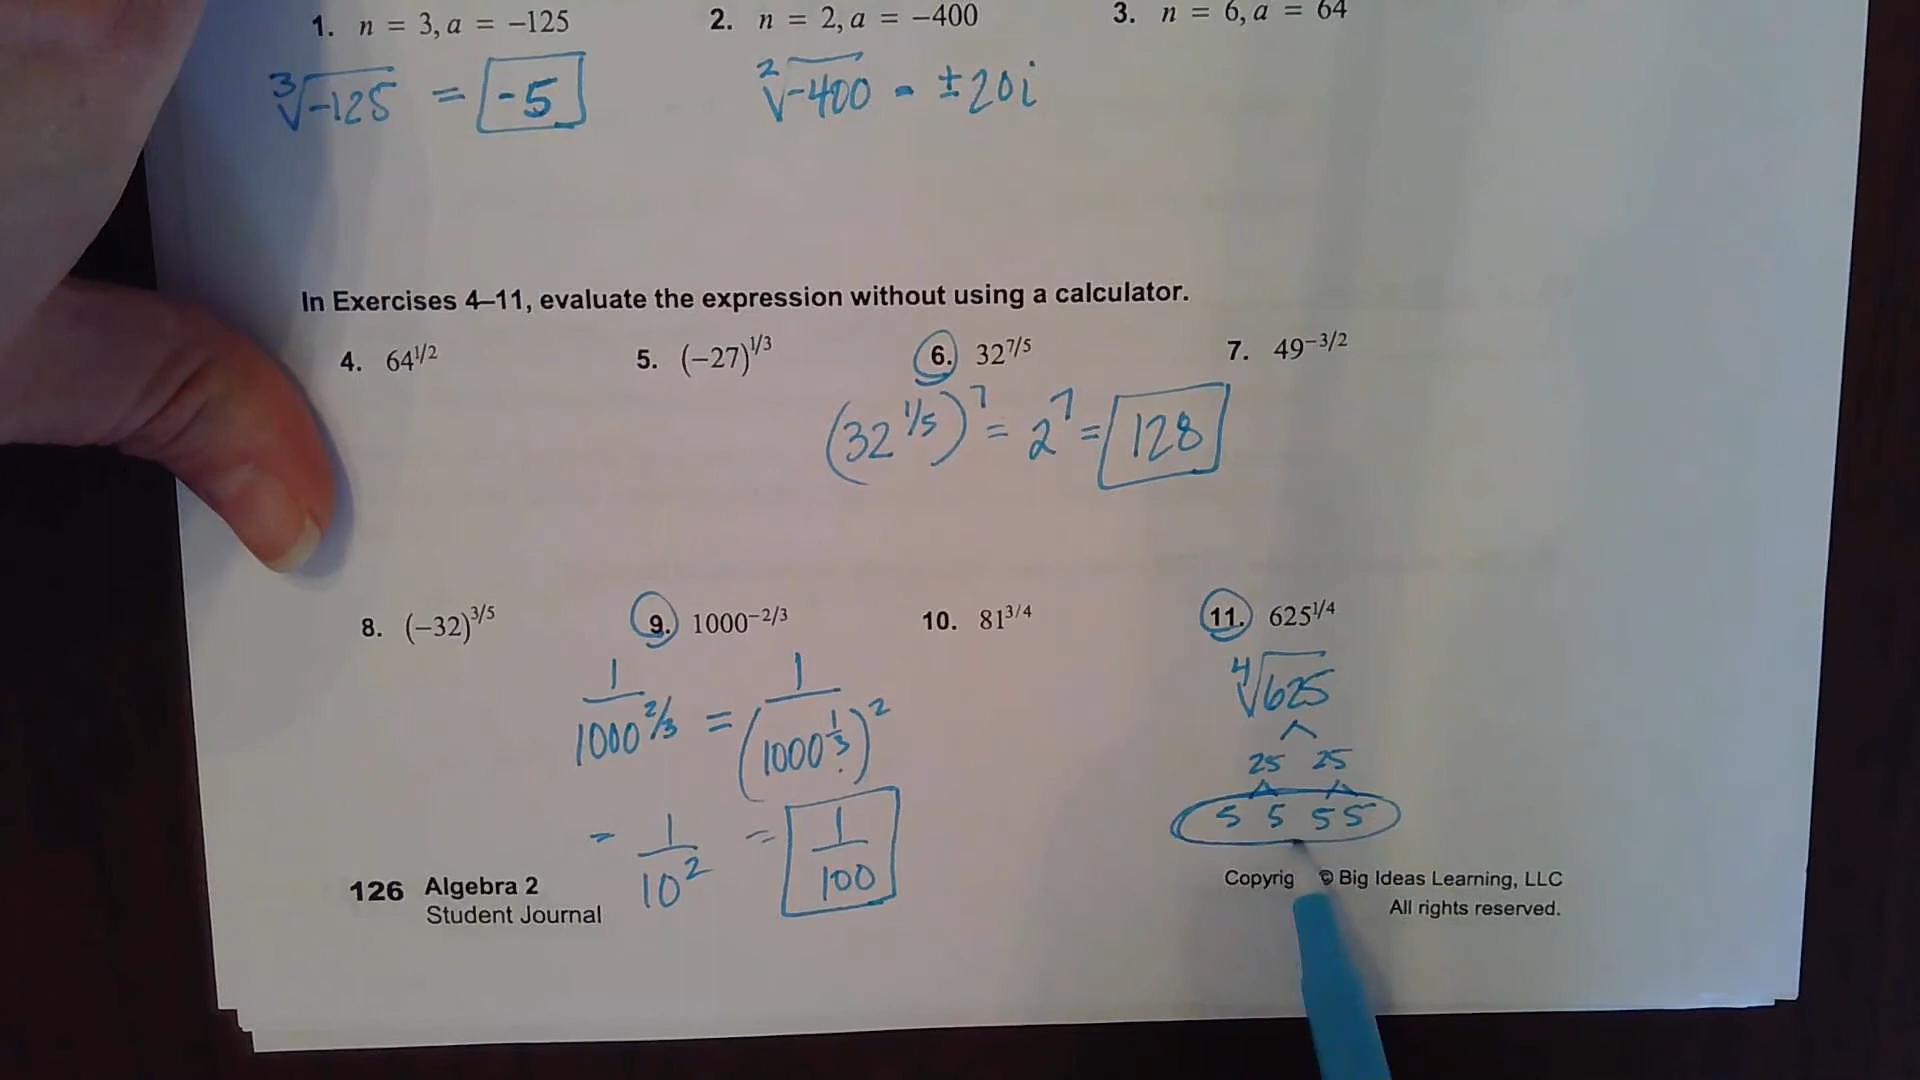 1. n = 3, a = −125
2. n = 2, a = −400
3. n = 6, a = 64
∛−125 = -5
²√-400 - ±20i
In Exercises 4–11, evaluate the expression without using a calculator.
4. 64^1/2
5. (−27)^1/3
6. 32^7/5
7. 49^−3/2
(32^1/5)^7 = 2^7 = 128
8. (−32)^3/5
9. 1000^−2/3
10. 81^3/4
11. 625^1/4
1/1000^2/3 = 1/(1000^1/3)^2
= 1/10^2 = 1/100
∜625
25 25
5 5 5 5
126 Algebra 2
Student Journal
Copyrig © Big Ideas Learning, LLC
All rights reserved.